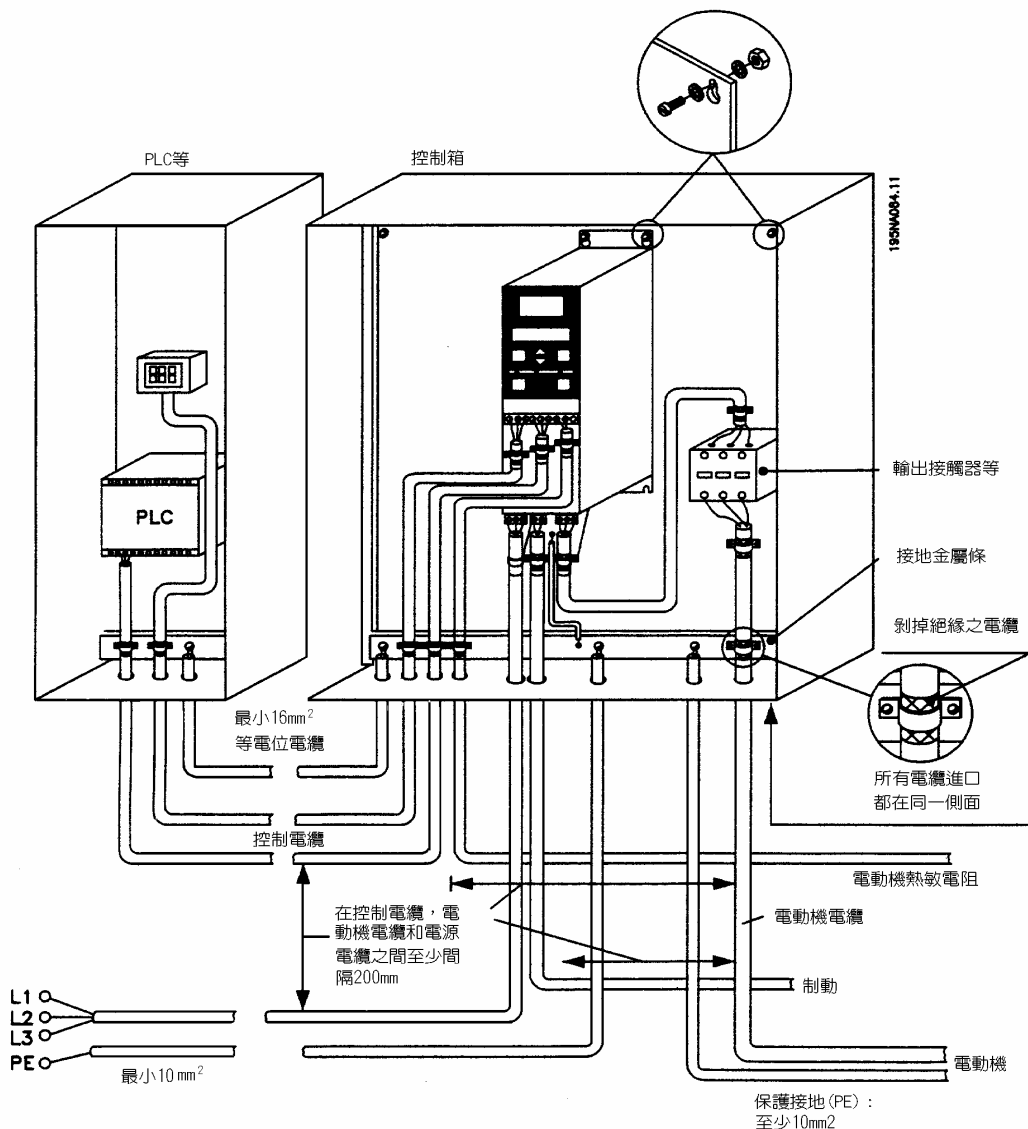 PLC等
控制箱
195NA084.11
PLC
輸出接觸器等
接地金屬條
剝掉絕緣之電纜
最小16mm²
等電位電纜
所有電纜進口
都在同一側面
控制電纜
電動機熱敏電阻
在控制電纜，電
動機電纜和電源
電纜之間至少間
隔200mm
電動機電纜
制動
L1
L2
L3
PE
最小10mm²
電動機
保護接地(PE)：
至少10mm2